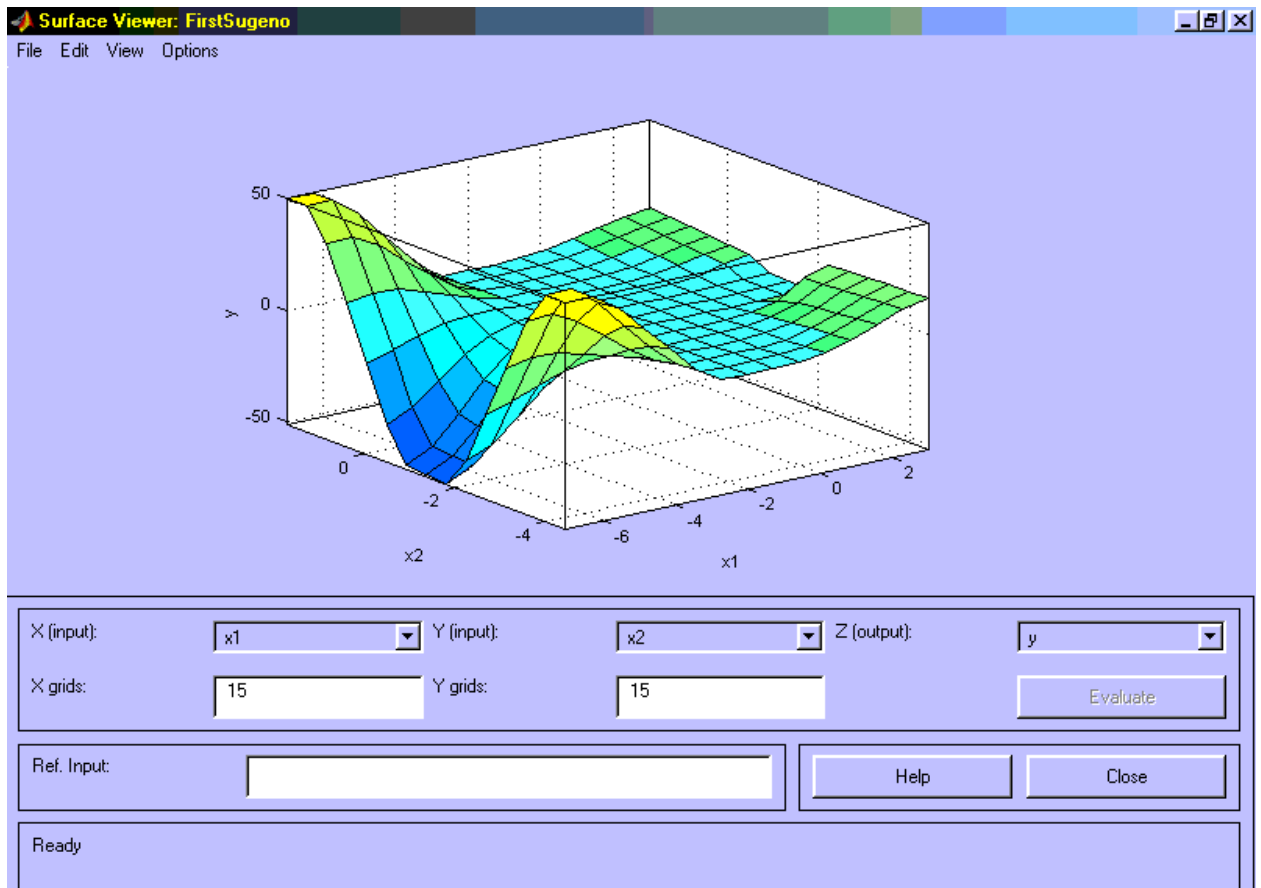 Surface Viewer: FirstSugeno
File Edit View Options
50
0
-50
y
0
-2
-4
x2
-6
-4
-2
0
2
x1
X (input): x1 Y (input): x2 Z (output): y
X grids: 15 Y grids: 15 Evaluate
Ref. Input: Help Close
Ready